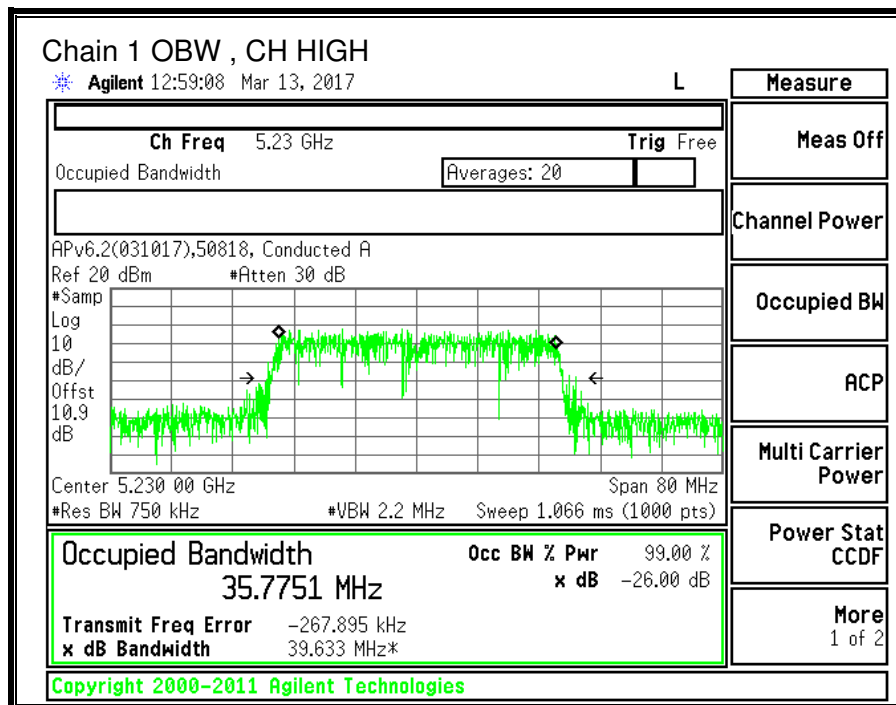 Chain 1 OBW , CH HIGH
Agilent 12:59:08 Mar 13, 2017 L
Measure
Ch Freq 5.23 GHz Trig Free
Meas Off
Occupied Bandwidth Averages: 20
Channel Power
APv6.2(031017),50818, Conducted A
Ref 20 dBm #Atten 30 dB
#Samp
Log
10
dB/
Offst
10.9
dB
Occupied BW
ACP
Multi Carrier
Power
Center 5.230 00 GHz Span 80 MHz
#Res BW 750 kHz #VBW 2.2 MHz Sweep 1.066 ms (1000 pts)
Power Stat
CCDF
Occupied Bandwidth Occ BW % Pwr 99.00 %
35.7751 MHz x dB -26.00 dB
Transmit Freq Error -267.895 kHz
x dB Bandwidth 39.633 MHz*
More
1 of 2
Copyright 2000-2011 Agilent Technologies